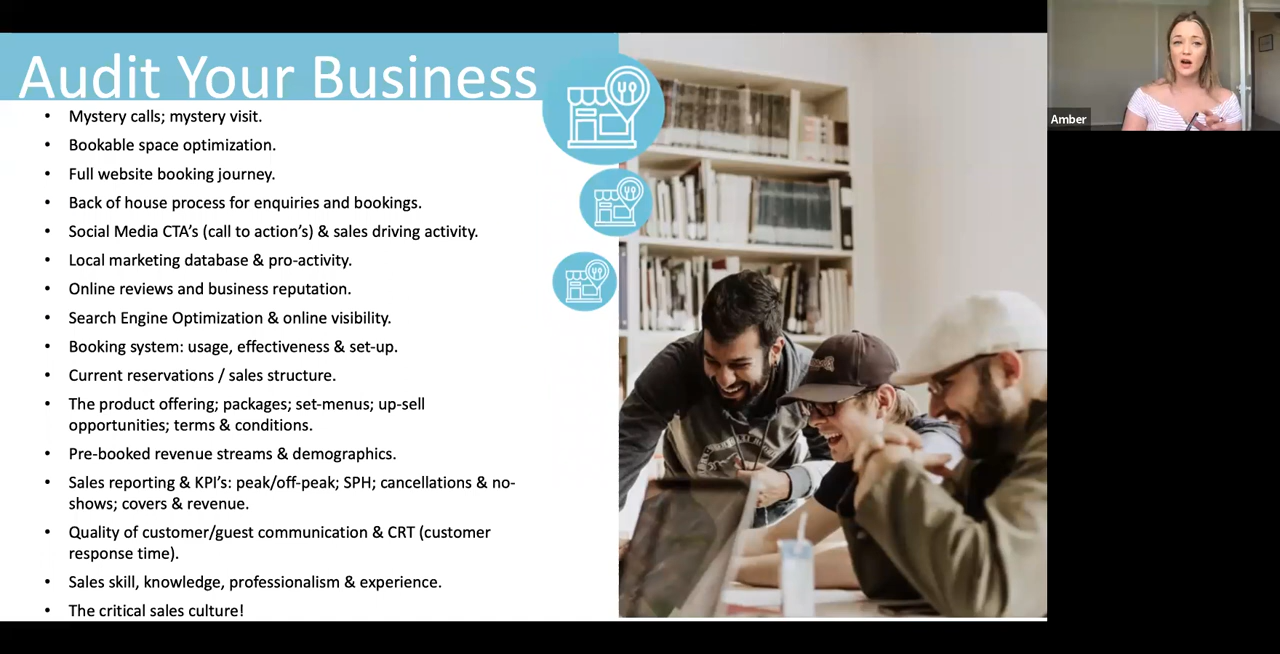 Audit Your Business
• Mystery calls; mystery visit.
• Bookable space optimization.
• Full website booking journey.
• Back of house process for enquiries and bookings.
• Social Media CTA's (call to action's) & sales driving activity.
• Local marketing database & pro-activity.
• Online reviews and business reputation.
• Search Engine Optimization & online visibility.
• Booking system: usage, effectiveness & set-up.
• Current reservations / sales structure.
• The product offering; packages; set-menus; up-sell
opportunities; terms & conditions.
• Pre-booked revenue streams & demographics.
• Sales reporting & KPI's: peak/off-peak; SPH; cancellations & no-
shows; covers & revenue.
• Quality of customer/guest communication & CRT (customer
response time).
• Sales skill, knowledge, professionalism & experience.
• The critical sales culture!
Amber